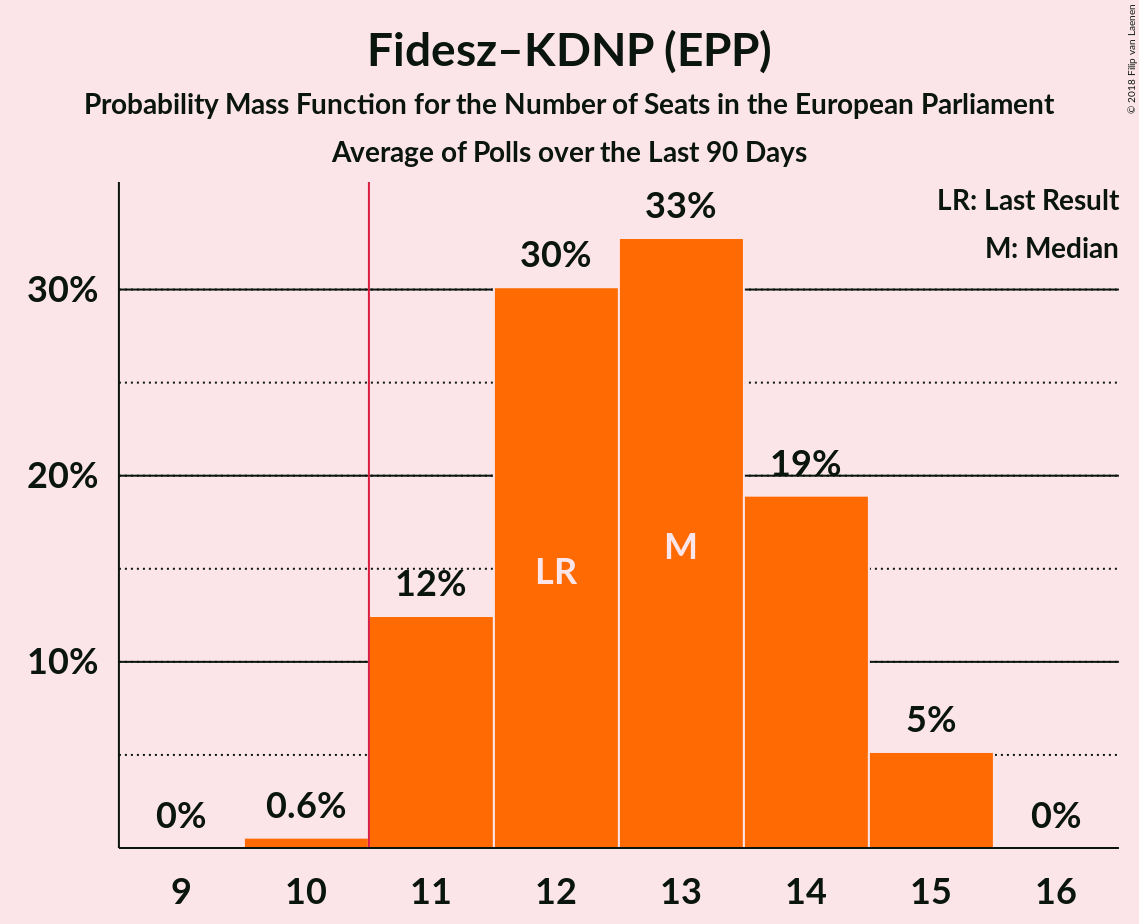 Fidesz–KDNP (EPP)
Probability Mass Function for the Number of Seats in the European Parliament
Average of Polls over the Last 90 Days
© 2018 Filip van Laenen
LR: Last Result
M: Median
30%
20%
10%
0%
0.6%
12%
30%
33%
19%
5%
0%
LR
M
9
10
11
12
13
14
15
16